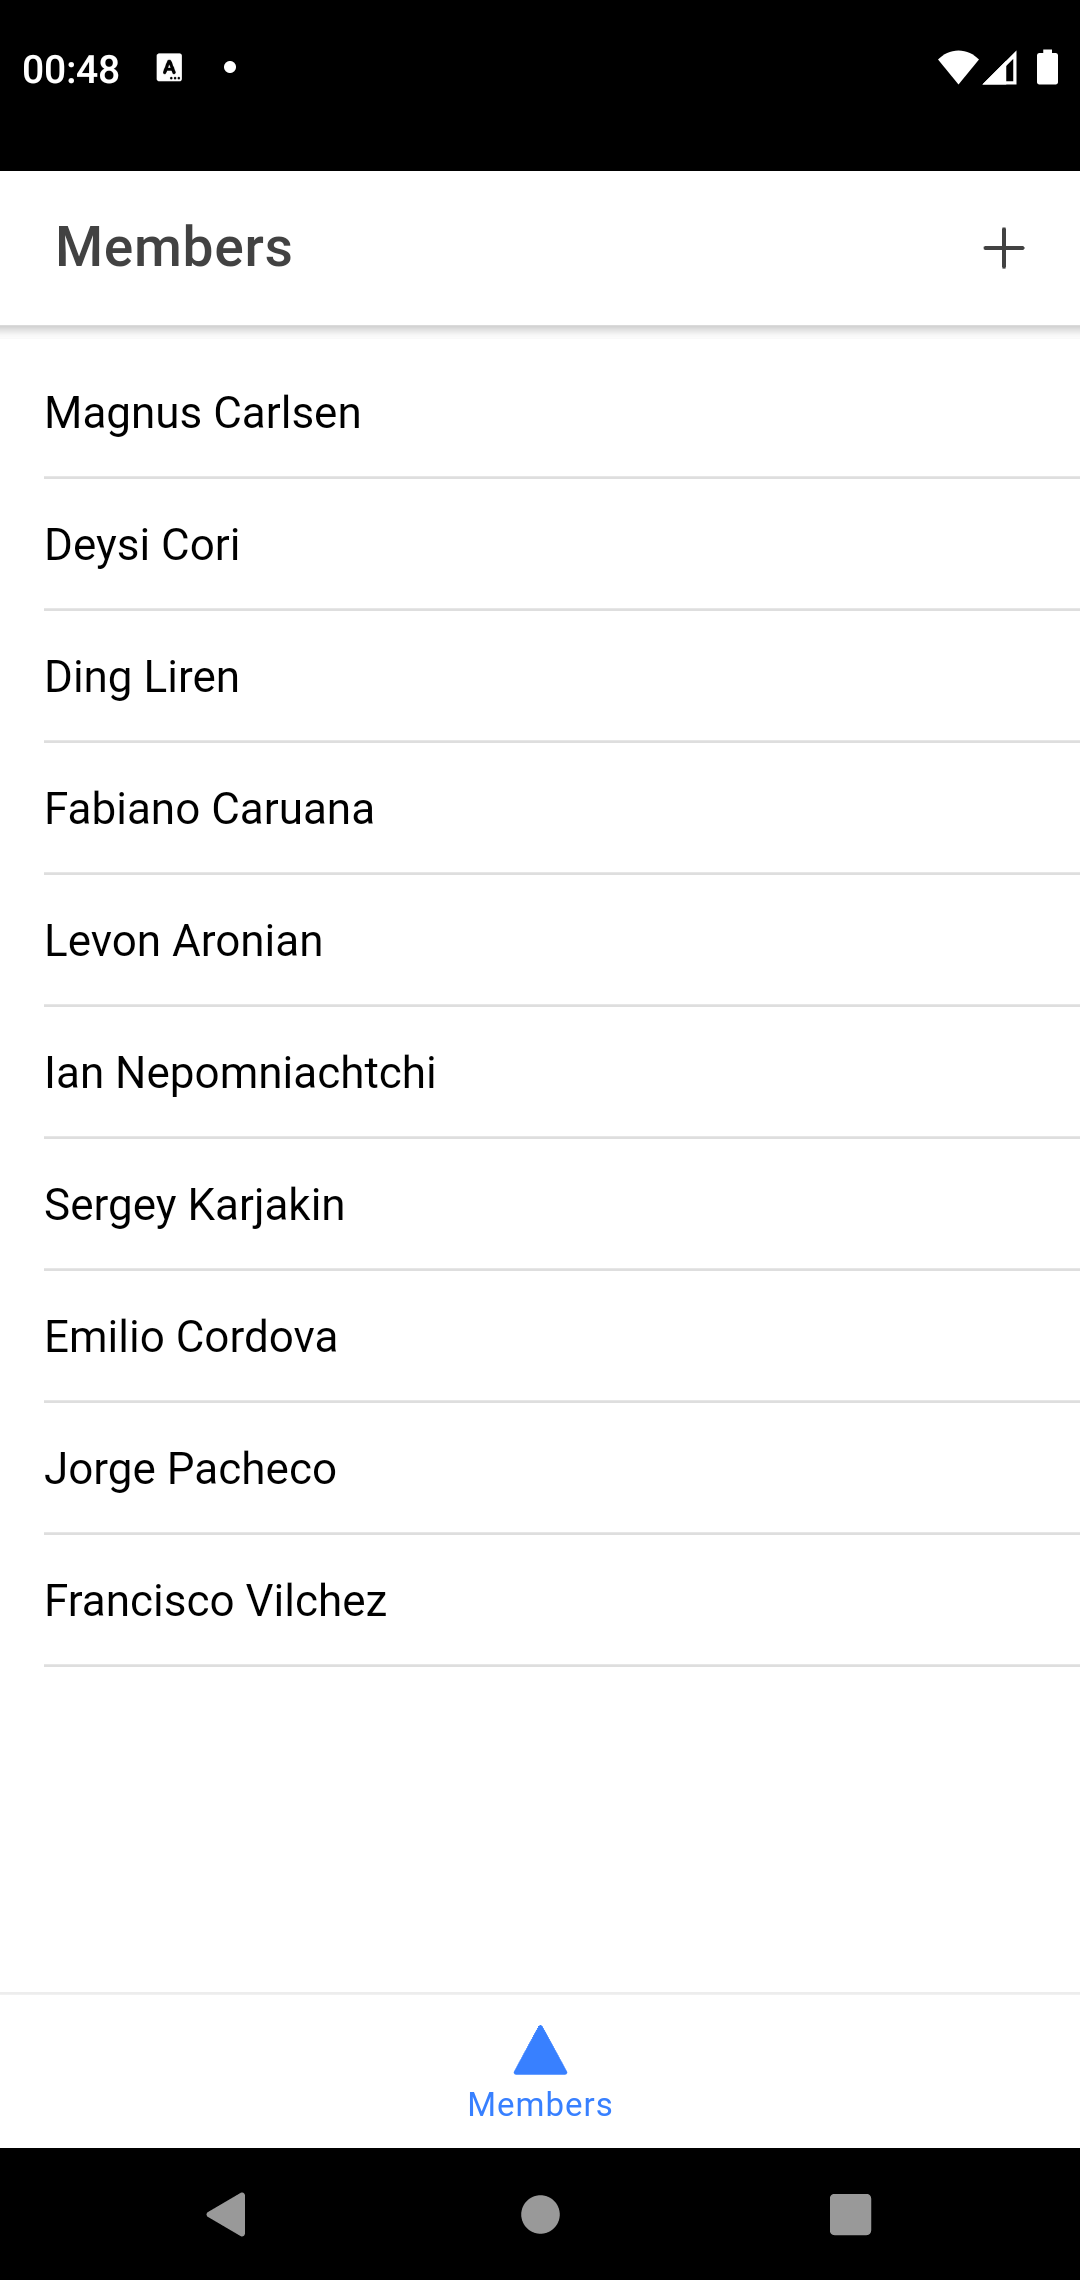 00:48
Members
Magnus Carlsen
Deysi Cori
Ding Liren
Fabiano Caruana
Levon Aronian
Ian Nepomniachtchi
Sergey Karjakin
Emilio Cordova
Jorge Pacheco
Francisco Vilchez
Members